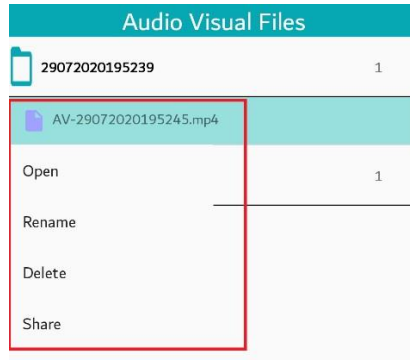 Audio Visual Files
29072020195239 1
AV-29072020195245.mp4
Open 1
Rename
Delete
Share